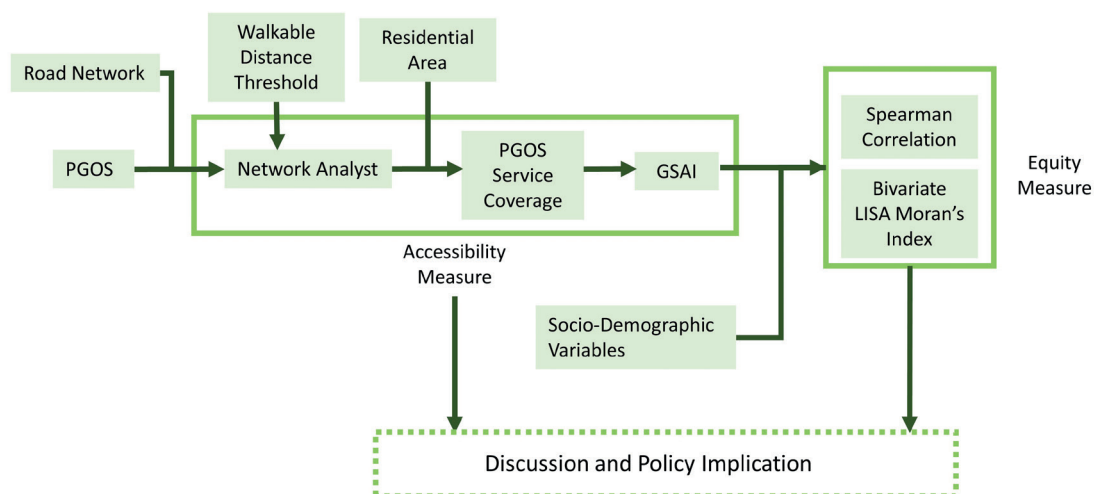 Walkable
Distance
Threshold
Residential
Area
Road Network
PGOS
Network Analyst
PGOS
Service
Coverage
GSAI
Spearman
Correlation
Bivariate
LISA Moran's
Index
Equity
Measure
Accessibility
Measure
Socio-Demographic
Variables
Discussion and Policy Implication